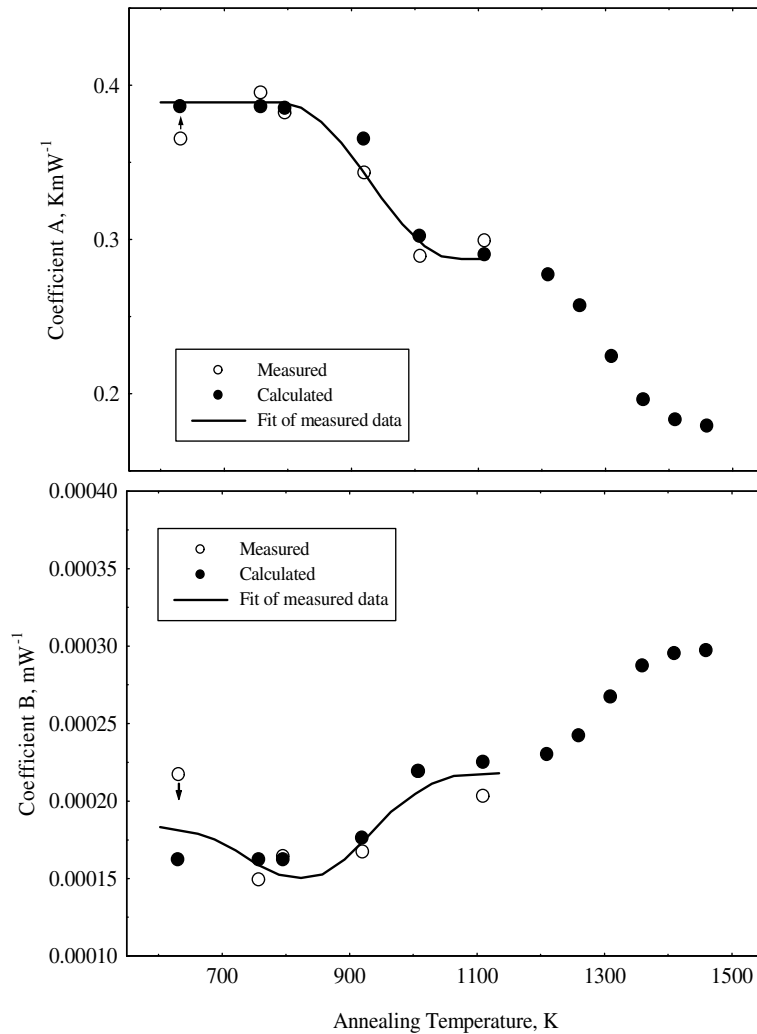 0.4
0.3
0.2
Coefficient A, KmW-1
Measured
Calculated
Fit of measured data
0.00040
0.00035
0.00030
0.00025
0.00020
0.00015
0.00010
Coefficient B, mW-1
Measured
Calculated
Fit of measured data
700 900 1100 1300 1500
Annealing Temperature, K